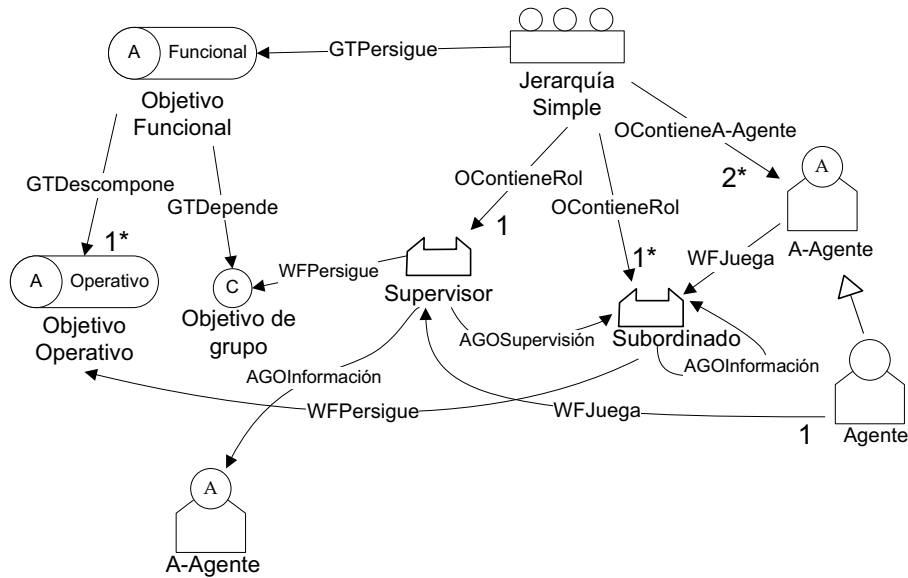 A
Funcional
GTPersigue
Jerarquía
Simple
Objetivo
Funcional
OContieneA-Agente
GTDescompone
GTDepende
OContieneRol
OContieneRol
2*
A
A-Agente
1*
1
1*
WFJuega
A
Operativo
C
WFPersigue
Supervisor
Objetivo
Operativo
Objetivo de
grupo
AGOSupervisión
Subordinado
AGOInformación
AGOInformación
WFPersigue
WFJuega
1
Agente
A
A-Agente